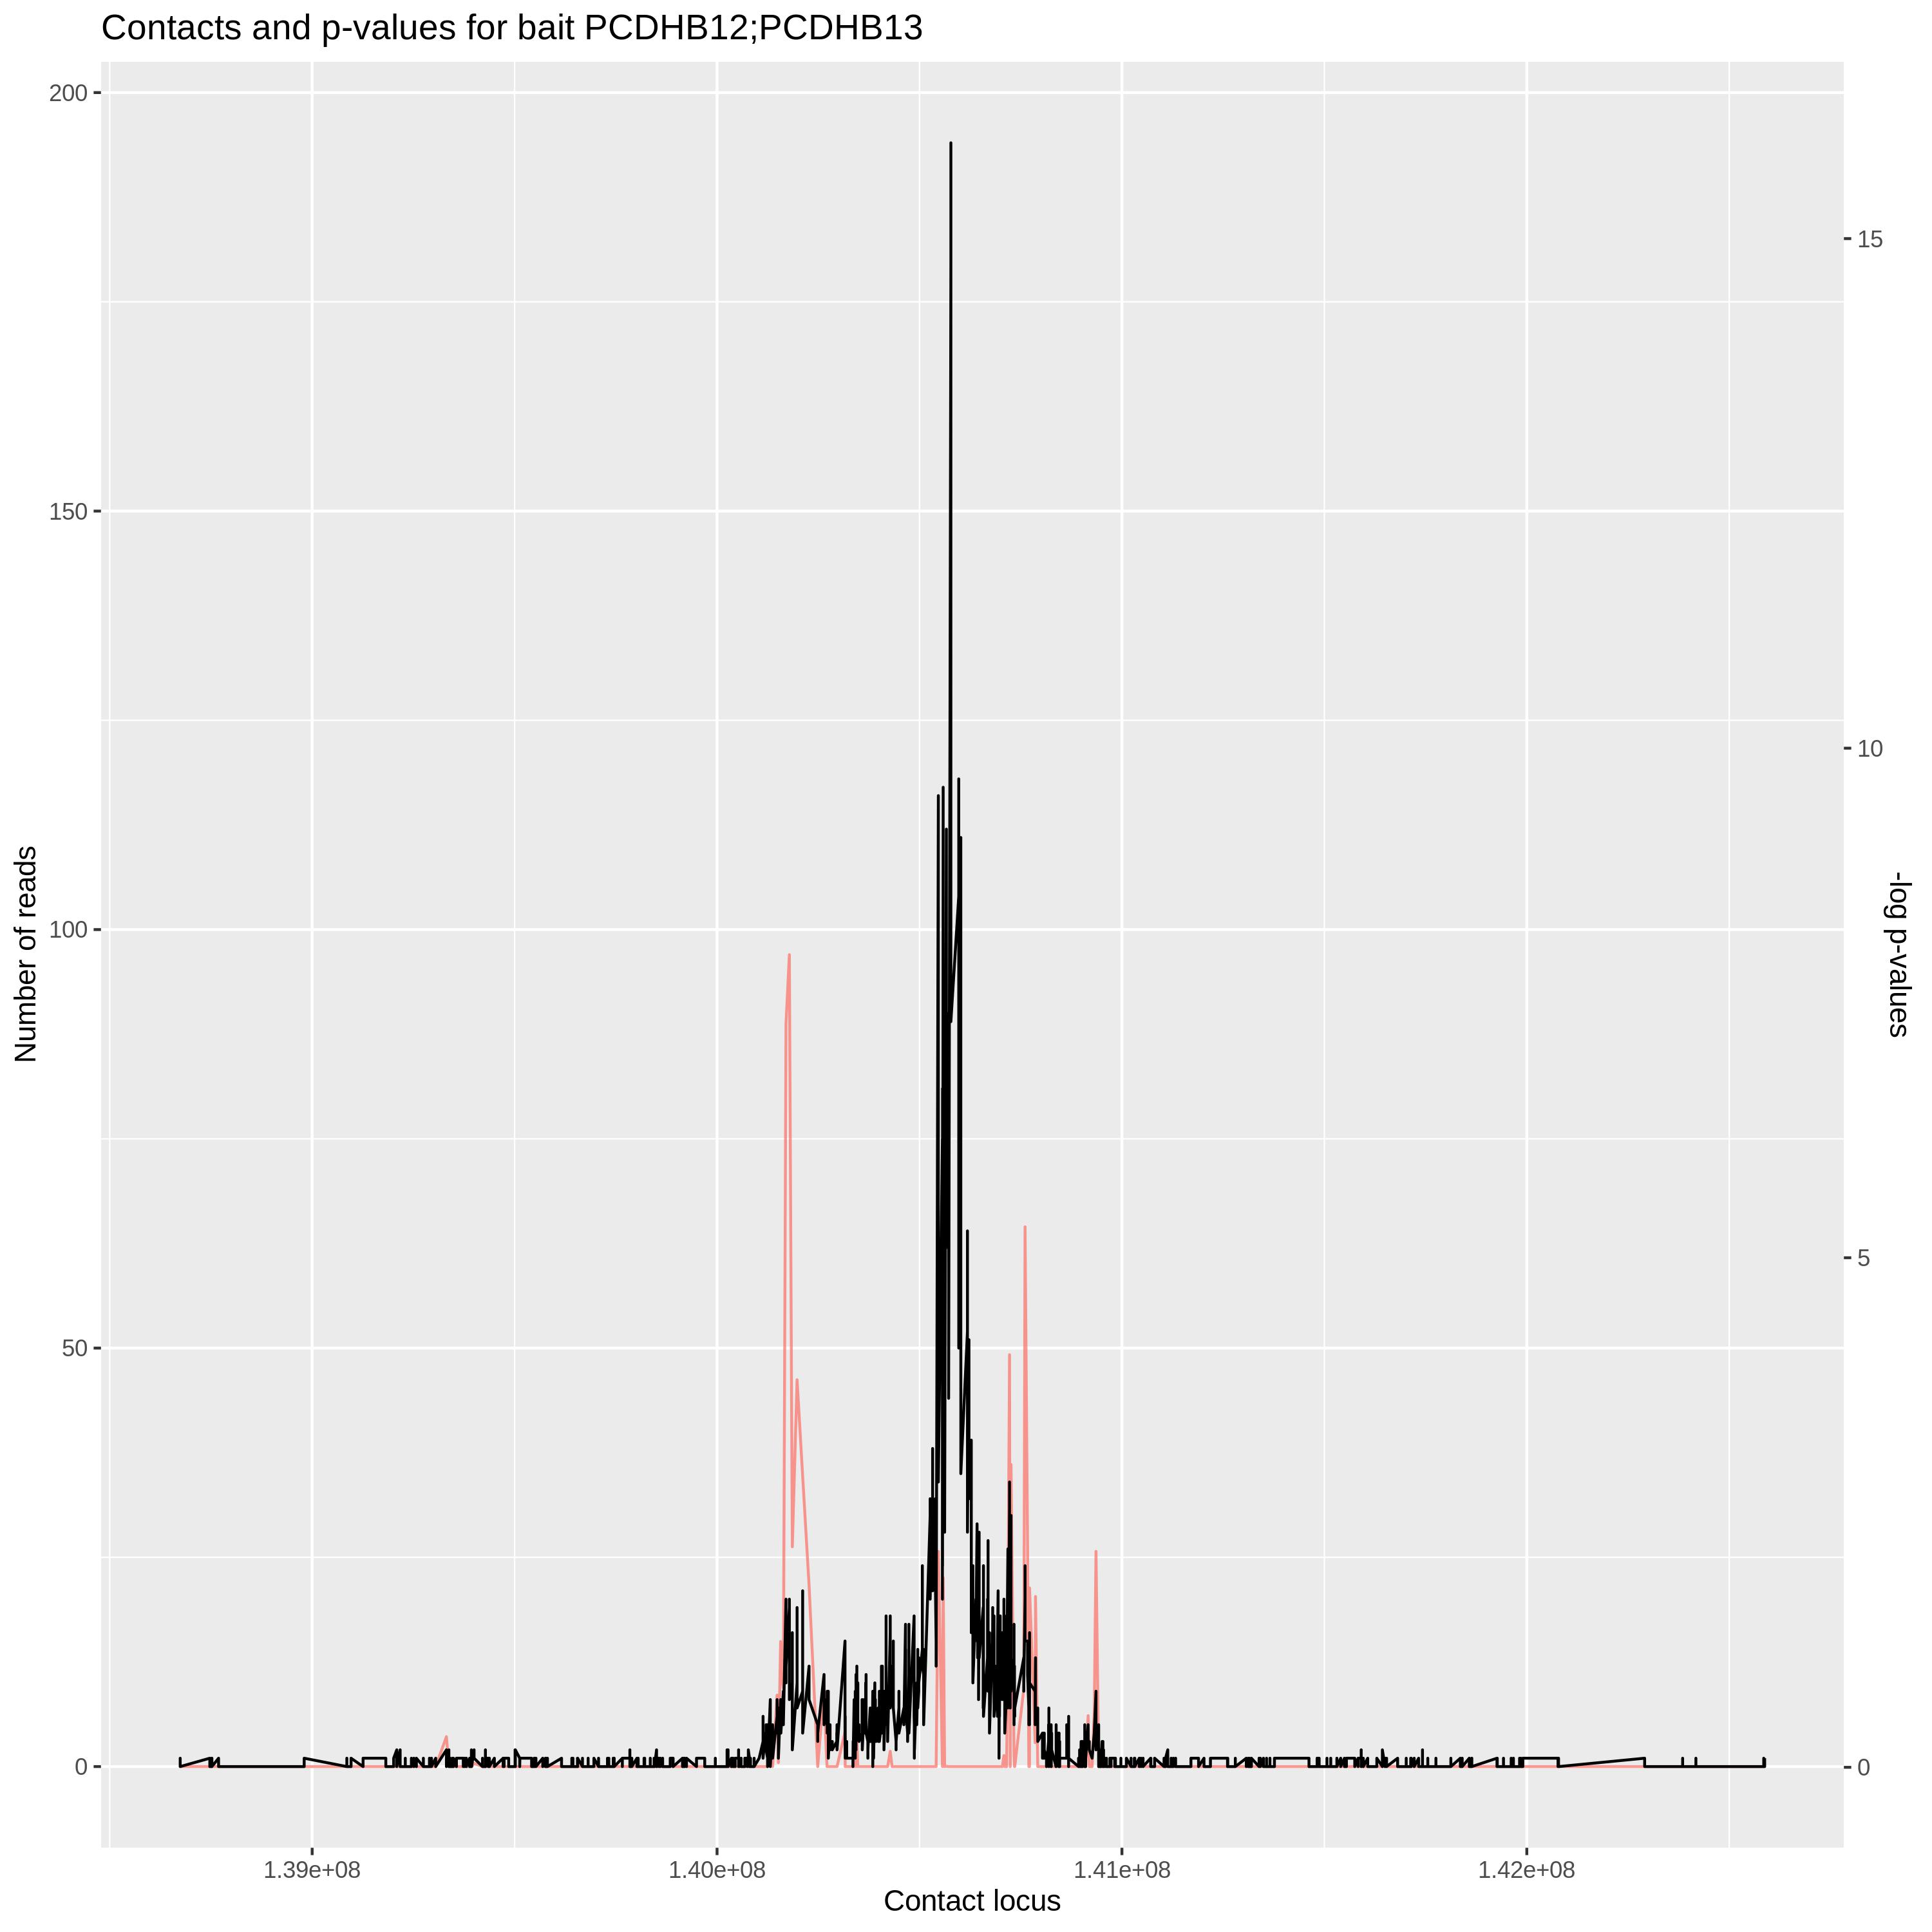 Contacts and p-values for bait PCDHB12;PCDHB13
200
150
100
50
0
Number of reads
15
10
5
0
-log p-values
1.39e+08
1.40e+08
1.41e+08
1.42e+08
Contact locus